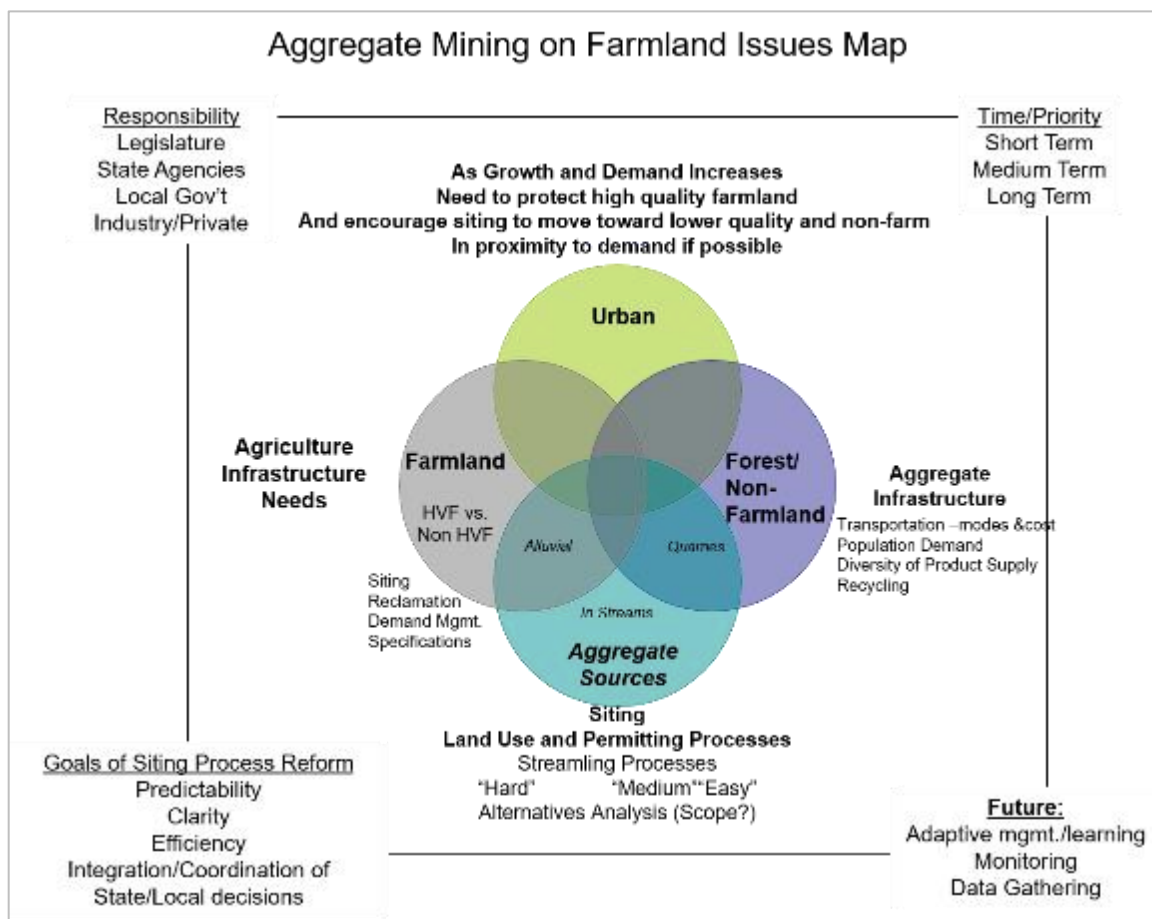 Aggregate Mining on Farmland Issues Map
Responsibility
Legislature
State Agencies
Local Gov't
Industry/Private
Time/Priority
Short Term
Medium Term
Long Term
As Growth and Demand Increases
Need to protect high quality farmland
And encourage siting to move toward lower quality and non-farm
In proximity to demand if possible
Urban
Agriculture
Infrastructure
Needs
Farmland
HVF vs.
Non HVF
Forest/
Non-
Farmland
Alluvial
Quarries
In Streams
Aggregate
Sources
Siting
Reclamation
Demand Mgmt.
Specifications
Aggregate
Infrastructure
Transportation –modes &cost
Population Demand
Diversity of Product Supply
Recycling
Siting
Land Use and Permitting Processes
Streamling Processes
"Hard" "Medium""Easy"
Alternatives Analysis (Scope?)
Goals of Siting Process Reform
Predictability
Clarity
Efficiency
Integration/Coordination of
State/Local decisions
Future:
Adaptive mgmt./learning
Monitoring
Data Gathering